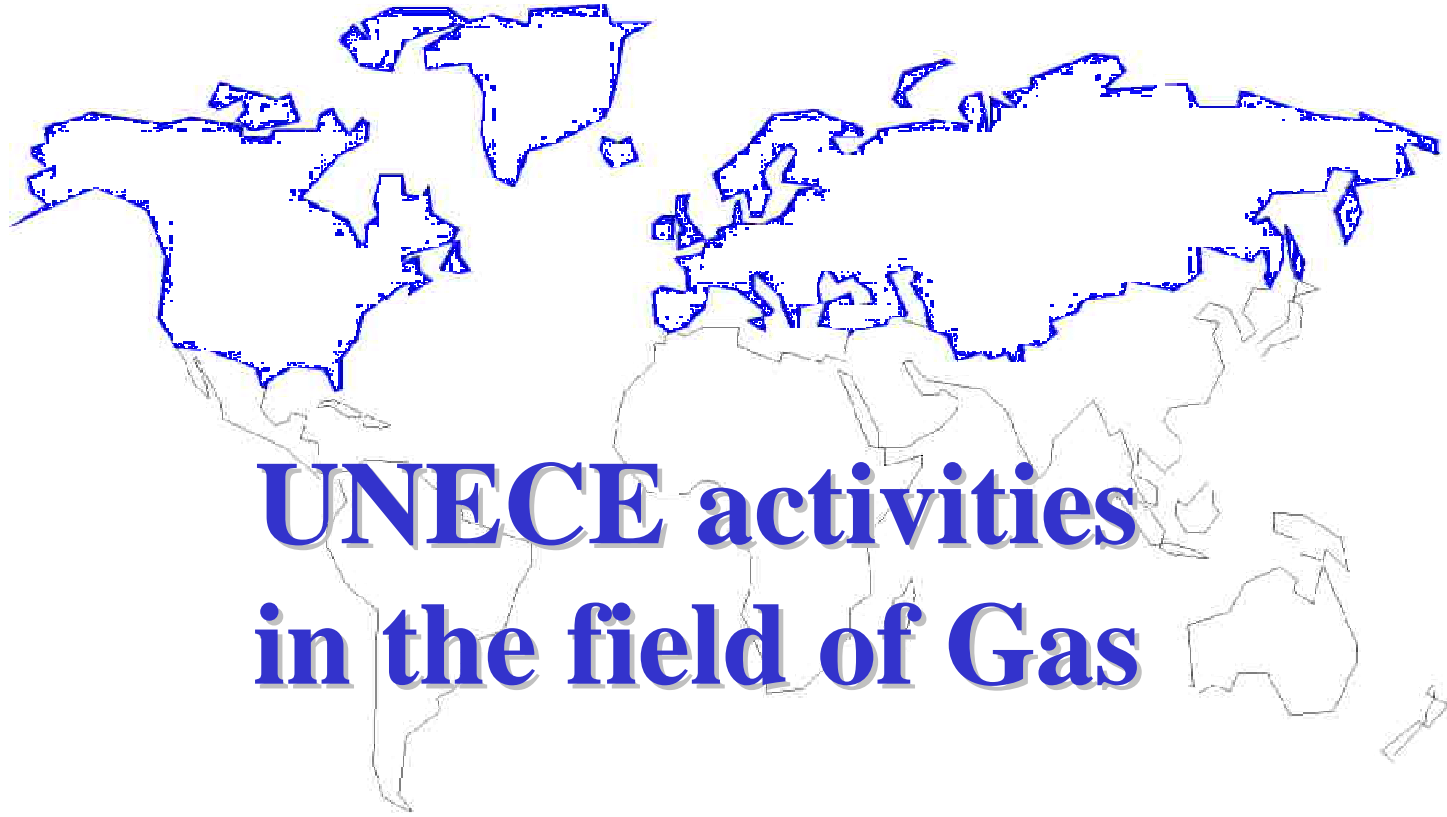 UNECE activities
in the field of Gas